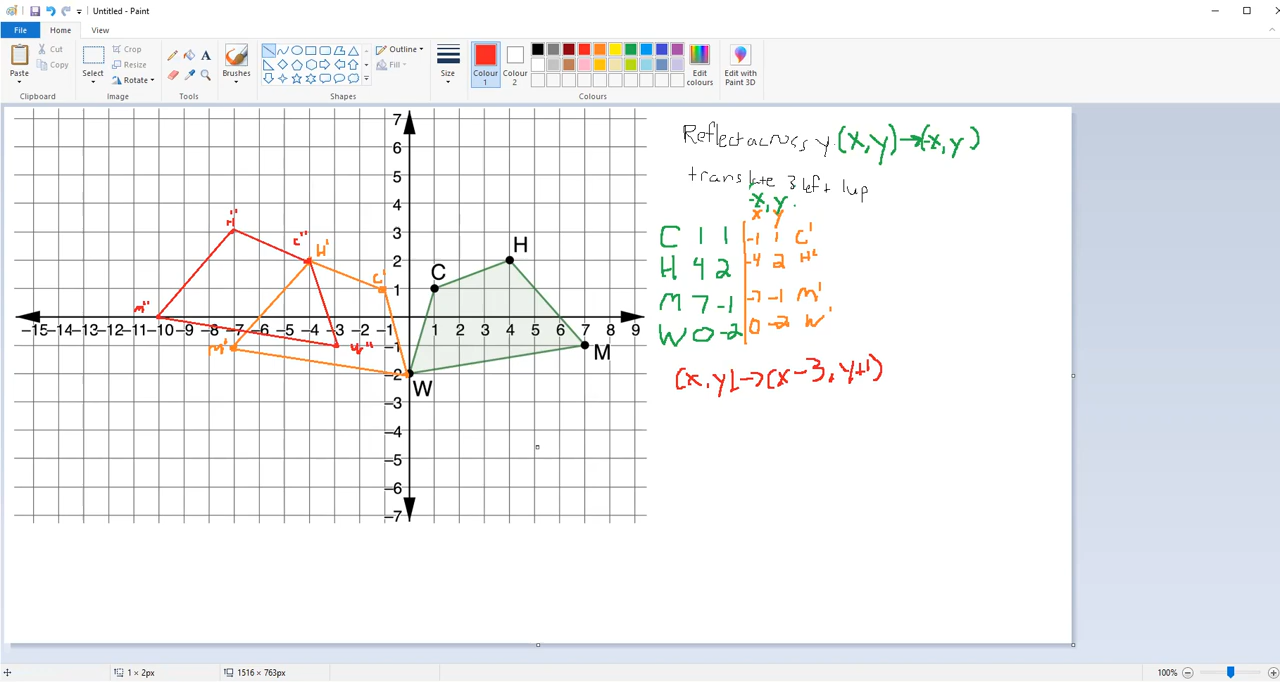 Untitled - Paint
File Home View
Paste
Cut
Copy
Clipboard
Select
Crop
Resize
Rotate
Image
A
Tools
Brushes
Shapes
Outline
Fill
Size
Colour 1
Colour 2
Edit colours
Colours
Edit with Paint 3D
7
6
5
4
3
2
1
-15 -14 -13 -12 -11 -10 -9 -8 -7 -6 -5 -4 -3 -2 -1
1 2 3 4 5 6 7 8 9
-1
-2
-3
-4
-5
-6
-7
C
H
M
W
H'
C'
M'
H''
C''
M''
W''
Reflect across y. (x,y)→(-x,y)
translate 3 left + 1 up
-x, y.
x y
C 1 1 -1 1 C'
H 4 2 -4 2 H'
M 7 -1 -7 -1 M'
W 0 -2 0 -2 W'
(x,y)→(x-3, y+1)
1 × 2px
1516 × 763px
100%